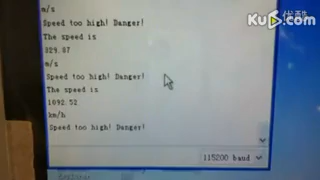 m/s
Speed too high! Danger!
The speed is
329.87
m/s
Speed too high! Danger!
The speed is
1092.52
km/h
Speed too high! Danger!
115200 baud
Ku6.com